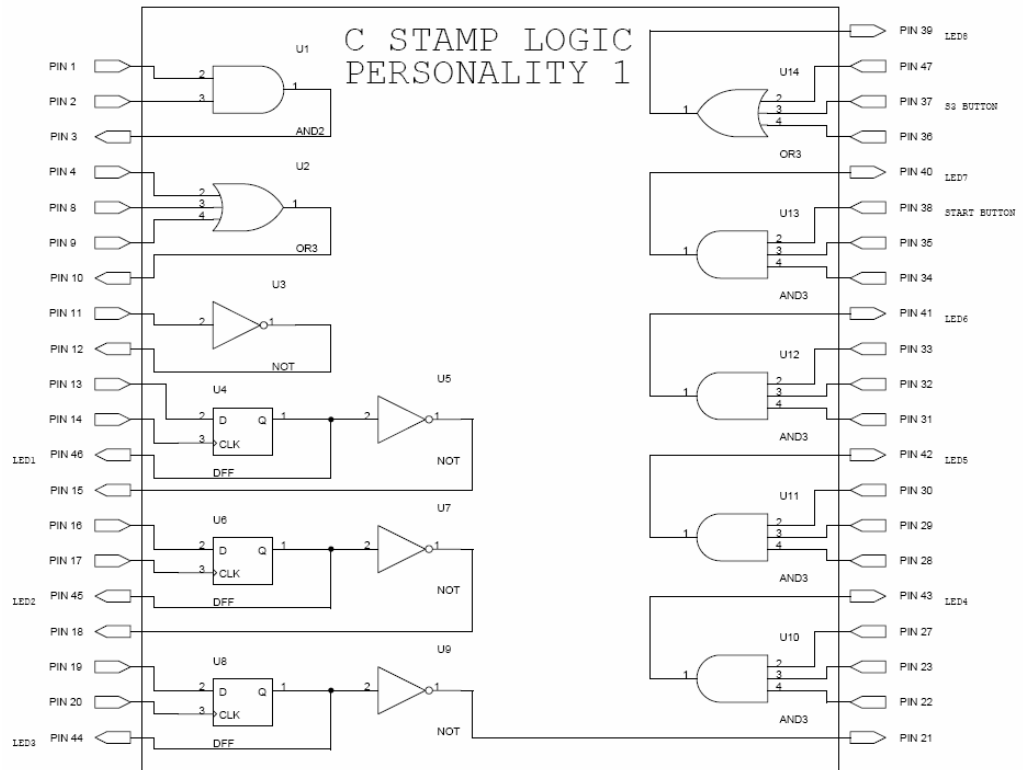 C STAMP LOGIC
PERSONALITY 1
U1
PIN 1
2
1
PIN 2
3
PIN 3
AND2
U2
PIN 4
2
PIN 8
3
1
PIN 9
4
OR3
PIN 10
U3
PIN 11
2
1
PIN 12
NOT
PIN 13
U4
U5
PIN 14
2
D
Q
1
2
1
3
CLK
LED1
PIN 46
DFF
NOT
PIN 15
U6
U7
PIN 16
2
D
Q
1
2
1
PIN 17
3
CLK
LED2
PIN 45
DFF
NOT
PIN 18
U8
U9
PIN 19
2
D
Q
1
2
1
PIN 20
3
CLK
LED3
PIN 44
DFF
NOT
PIN 39
LED8
U14
PIN 47
1
2
3
4
PIN 37
S3 BUTTON
PIN 36
OR3
PIN 40
LED7
U13
PIN 38
START BUTTON
1
2
3
4
PIN 35
PIN 34
AND3
PIN 41
LED6
U12
PIN 33
1
2
3
4
PIN 32
PIN 31
AND3
PIN 42
LED5
U11
PIN 30
1
2
3
4
PIN 29
PIN 28
AND3
PIN 43
LED4
U10
PIN 27
1
2
3
4
PIN 23
PIN 22
AND3
PIN 21